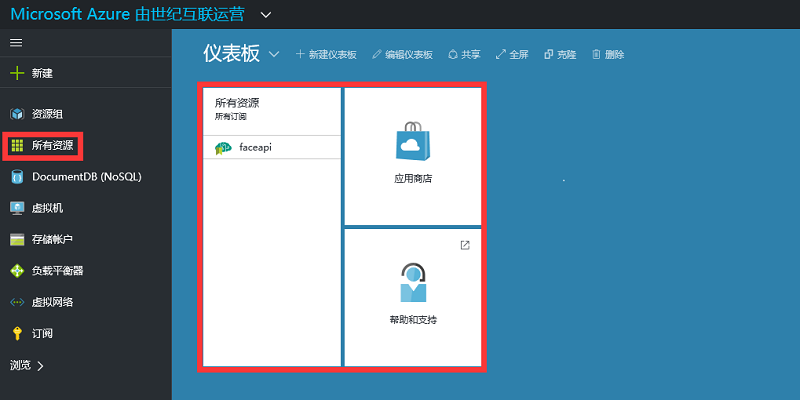 Microsoft Azure 由世纪互联运营
仪表板
新建仪表板 编辑仪表板 共享 全屏 克隆 删除
新建
资源组
所有资源
DocumentDB (NoSQL)
虚拟机
存储帐户
负载平衡器
虚拟网络
订阅
浏览
所有资源
所有订阅
faceapi
应用商店
帮助和支持